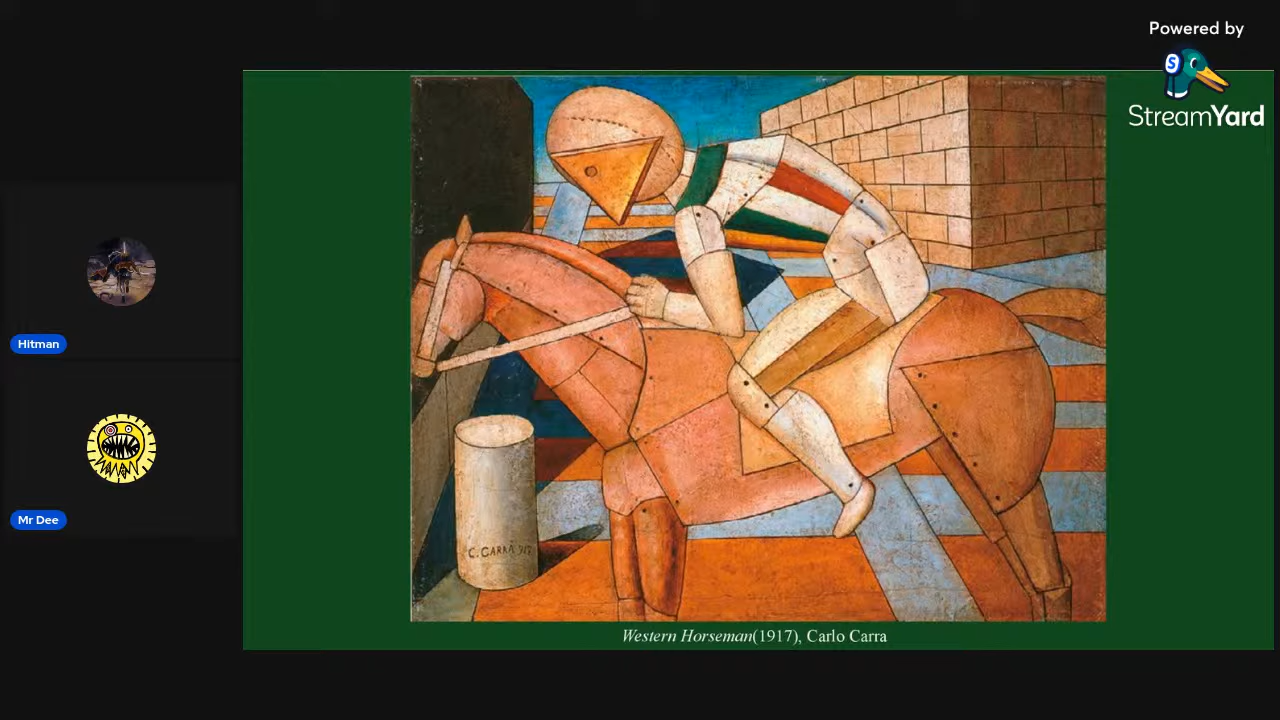 Powered by
StreamYard
Hitman
Mr Dee
C. CARRÀ 917
Western Horseman(1917), Carlo Carra